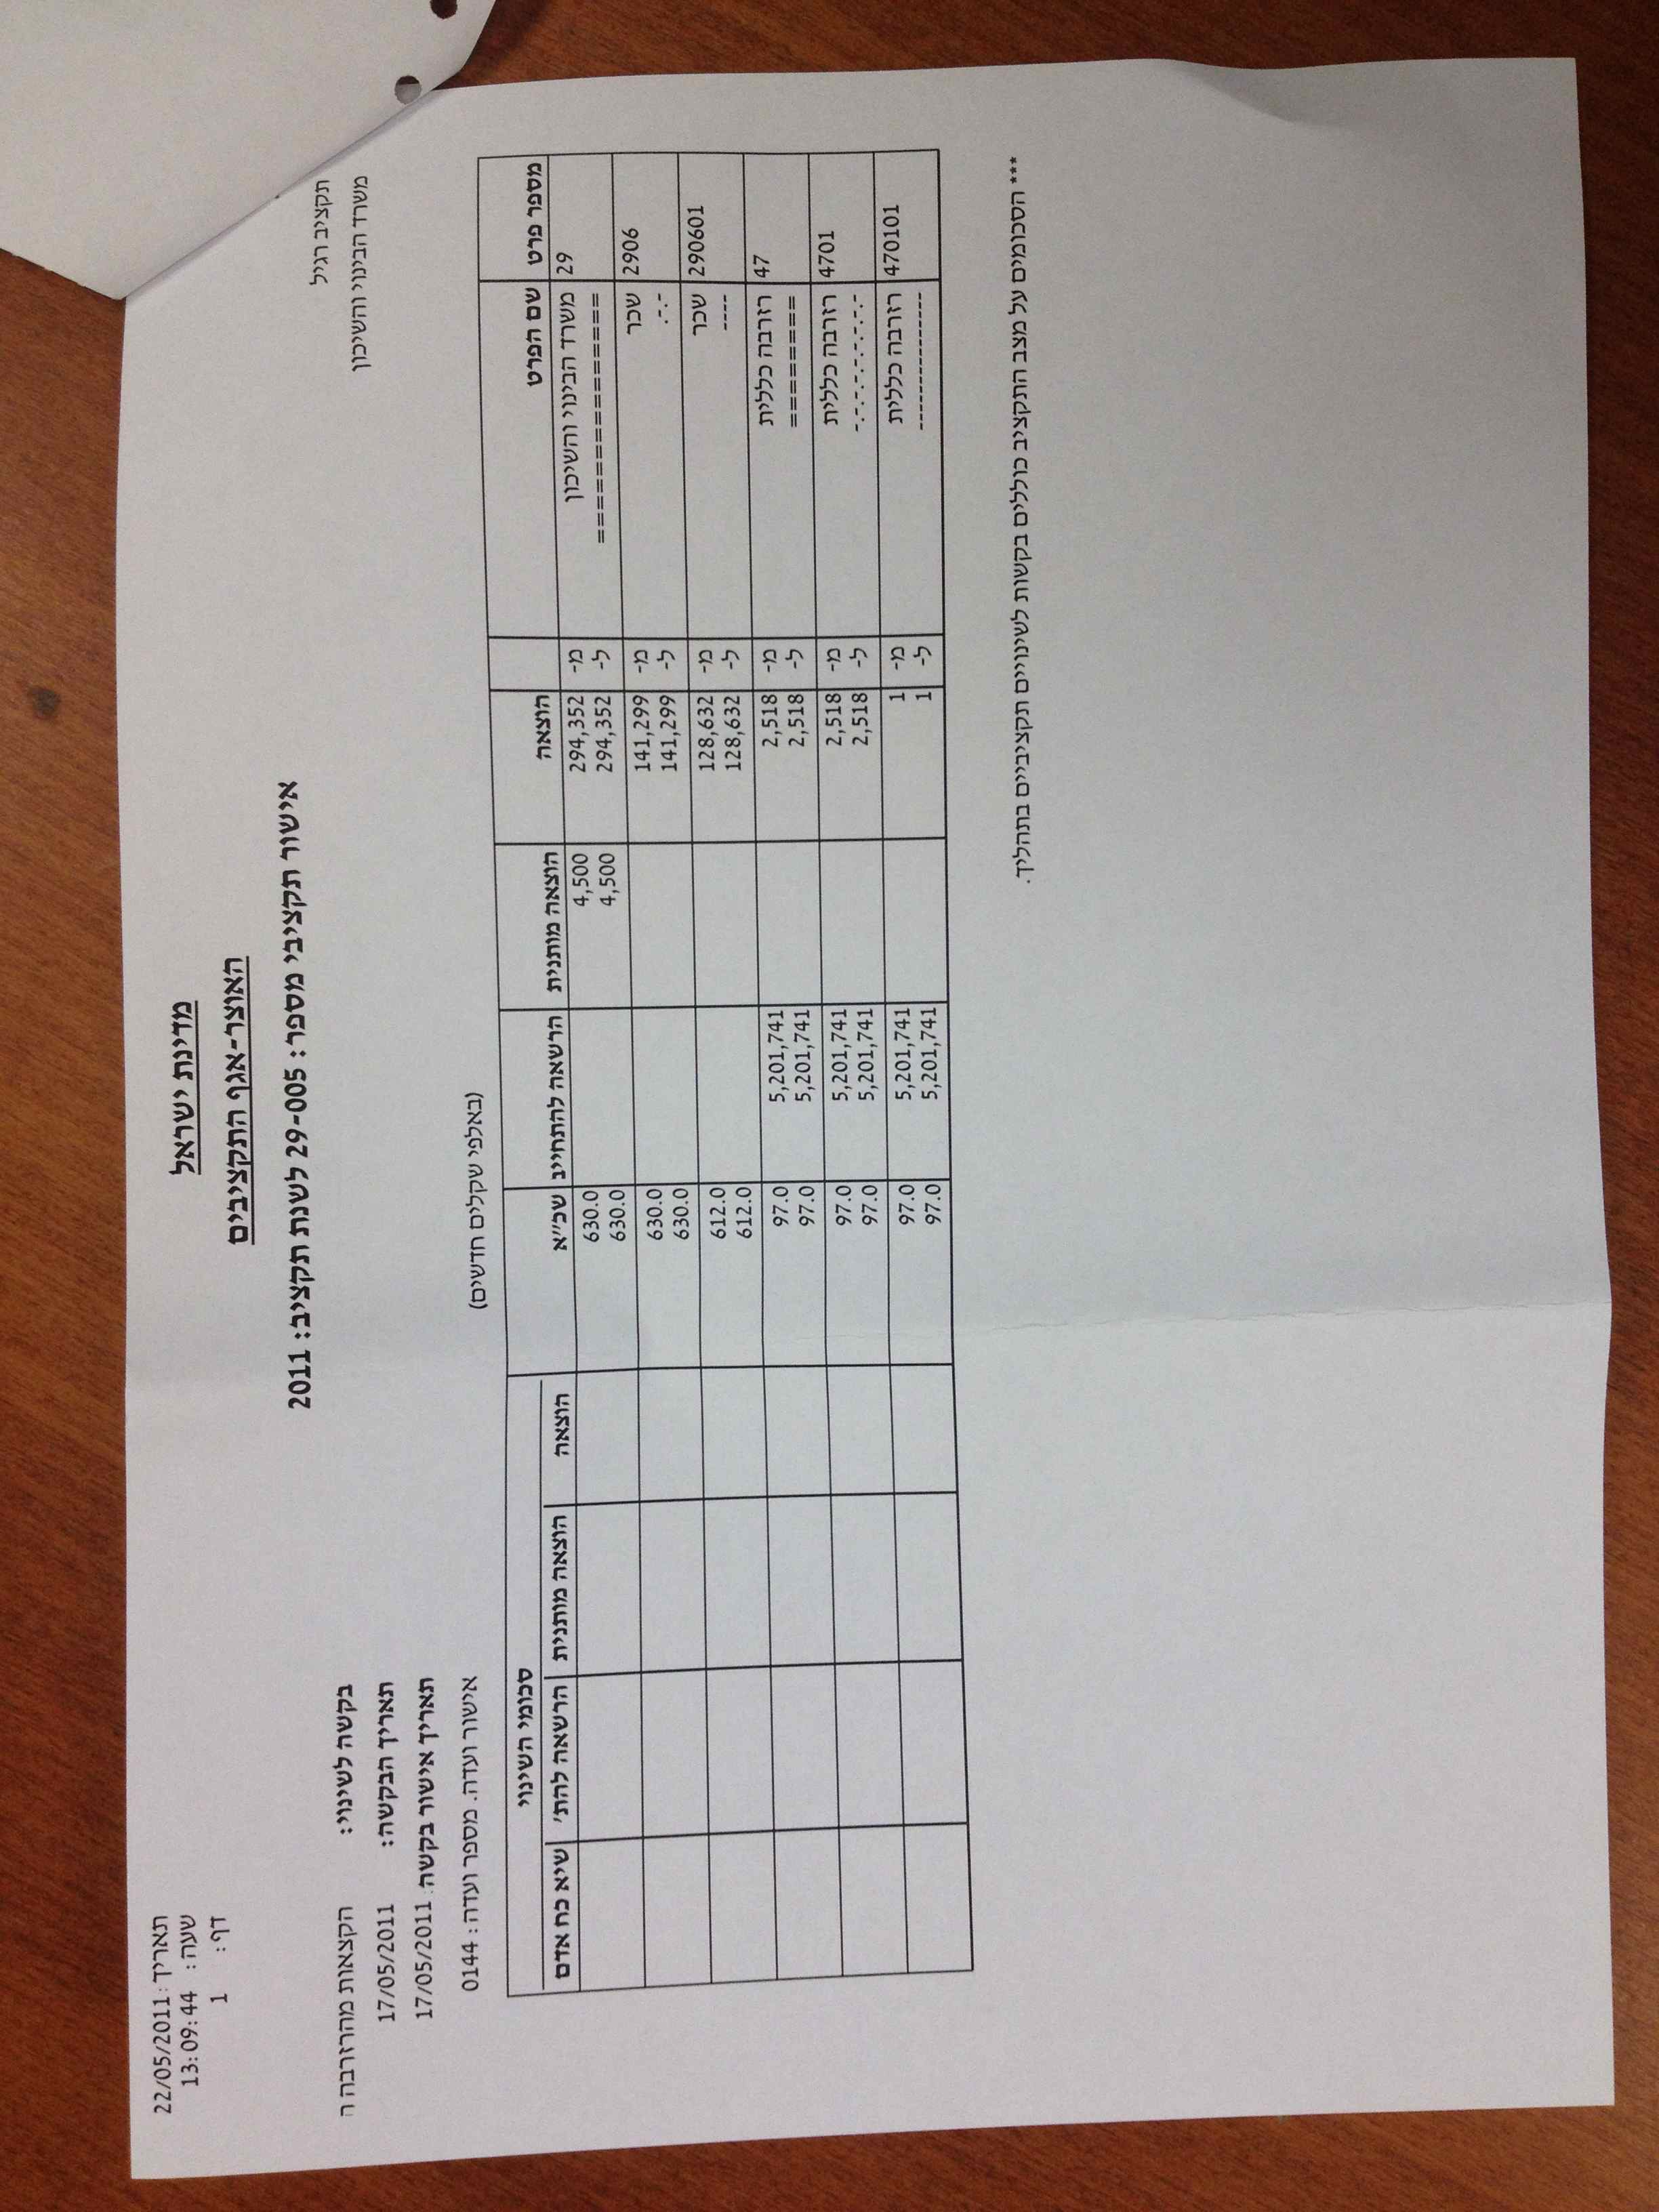 תאריך: 22/05/2011
שעה: 13:09:44
דף: 1
מדינת ישראל
האוצר-אגף התקציבים
אישור תקציבי מספר: 29-005 לשנת תקציב: 2011
תקציב רגיל
משרד הבינוי והשיכון
בקשה לשינוי: הקצאות מהרזרבה ה
תאריך הבקשה: 17/05/2011
תאריך אישור בקשה: 17/05/2011
אישור ועדה. מספר ועדה: 0144
(באלפי שקלים חדשים)
סכומי השינוי
מספר פרט שם הפרט הוצאה הוצאה מותנית הרשאה להתחייב שכ"א הוצאה הוצאה מותנית הרשאה להת' שיא כח אדם
29 משרד הבינוי והשיכון מ- 294,352 4,500 630.0
================ ל- 294,352 4,500 630.0
2906 שכר מ- 141,299 630.0
-.-. ל- 141,299 630.0
290601 שכר מ- 128,632 612.0
---- ל- 128,632 612.0
47 רזרבה כללית מ- 2,518 5,201,741 97.0
======== ל- 2,518 5,201,741 97.0
4701 רזרבה כללית מ- 2,518 5,201,741 97.0
-.-.-.-.-.-.-. ל- 2,518 5,201,741 97.0
470101 רזרבה כללית מ- 1 5,201,741 97.0
------------ ל- 1 5,201,741 97.0
*** הסכומים על מצב התקציב כוללים בקשות לשינויים תקציביים בתהליך.